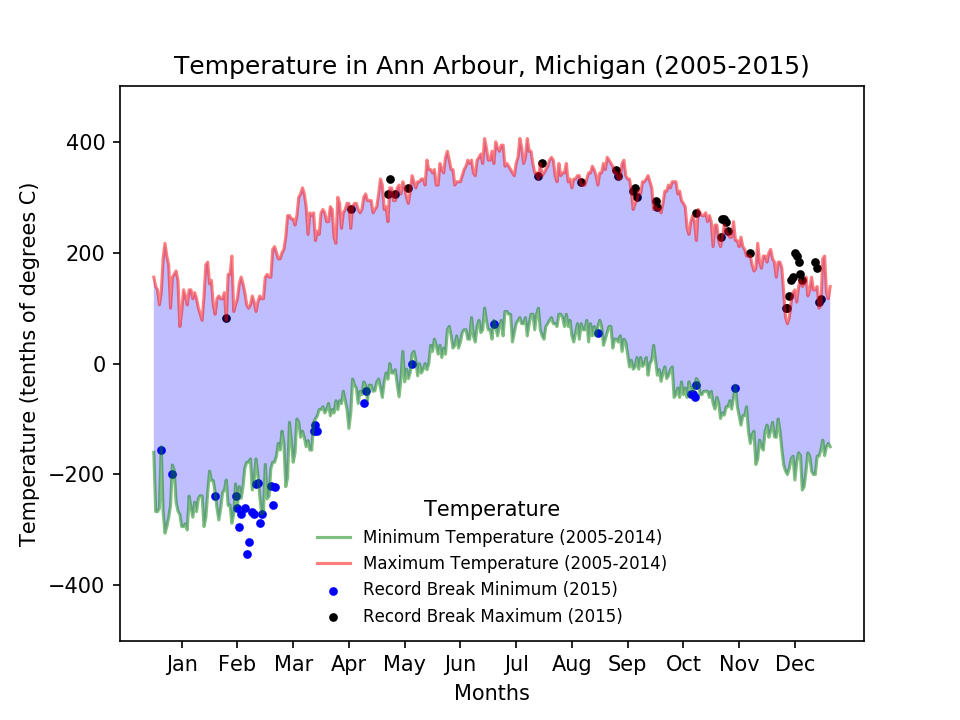 Temperature in Ann Arbour, Michigan (2005-2015)
Temperature (tenths of degrees C)
400
200
0
−200
−400
Temperature
Minimum Temperature (2005-2014)
Maximum Temperature (2005-2014)
Record Break Minimum (2015)
Record Break Maximum (2015)
Jan Feb Mar Apr May Jun Jul Aug Sep Oct Nov Dec
Months